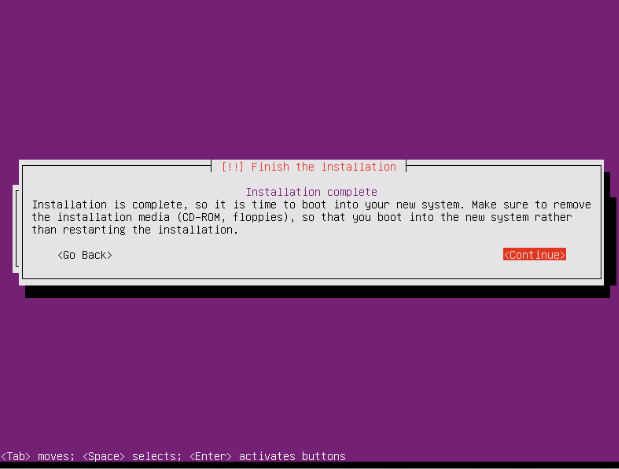 [!!] Finish the installation
Installation complete
Installation is complete, so it is time to boot into your new system. Make sure to remove
the installation media (CD-ROM, floppies), so that you boot into the new system rather
than restarting the installation.
<Go Back> <Continue>
<Tab> moves; <Space> selects; <Enter> activates buttons